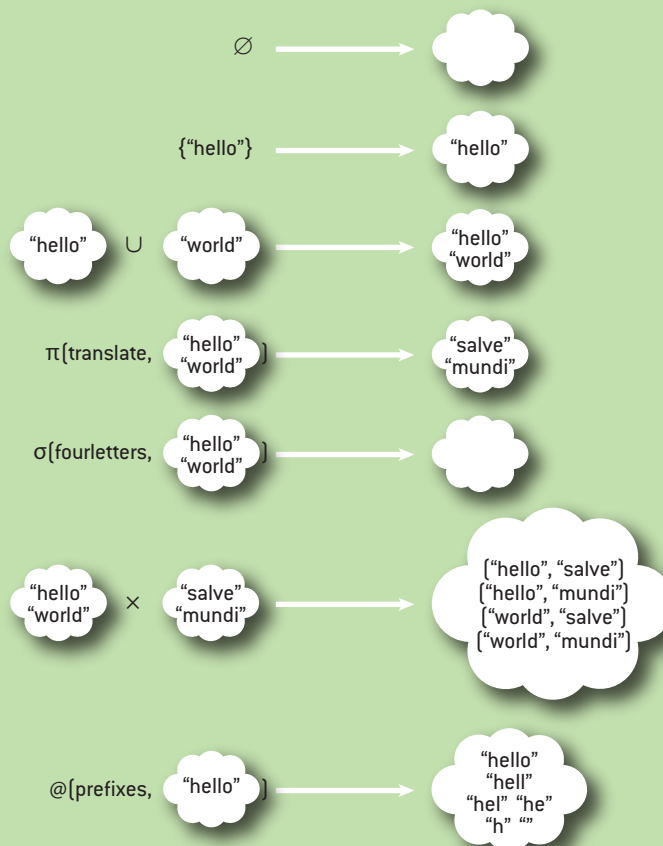 ∅
{“hello”} “hello”
“hello” ∪ “world” “hello”
“world”
π(translate, “hello”
“world” ) “salve”
“mundi”
σ(fourletters, “hello”
“world” )
“hello”
“world” × “salve”
“mundi” (“hello”, “salve”)
(“hello”, “mundi”)
(“world”, “salve”)
(“world”, “mundi”)
@(prefixes, “hello” ) “hello”
“hell”
“hel” “he”
“h” “”